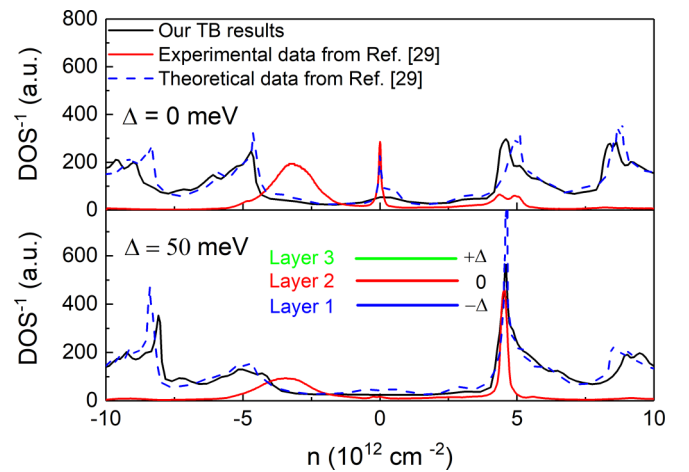 800
600
400
200
0
DOS⁻¹ (a.u.)
Our TB results
Experimental data from Ref. [29]
Theoretical data from Ref. [29]
Δ = 0 meV
600
400
200
0
DOS⁻¹ (a.u.)
Δ = 50 meV
Layer 3 +Δ
Layer 2 0
Layer 1 −Δ
-10 -5 0 5 10
n (10¹² cm⁻²)